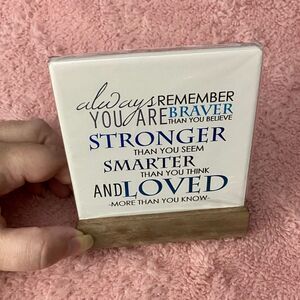 always REMEMBER
YOU ARE BRAVER
THAN YOU BELIEVE
STRONGER
THAN YOU SEEM
SMARTER
THAN YOU THINK
AND LOVED
-MORE THAN YOU KNOW-